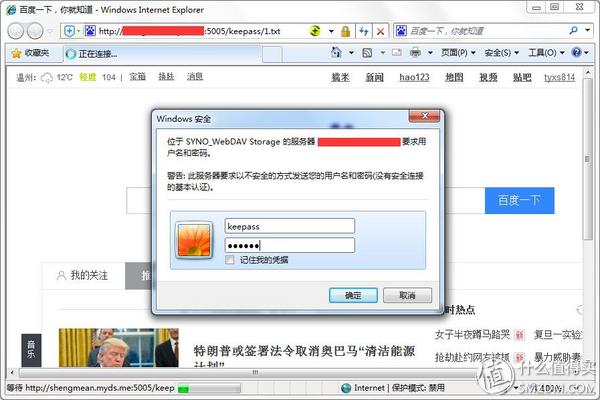 百度一下，你就知道 - Windows Internet Explorer
http:// :5005/keepass/1.txt
百度一下，你就知道
收藏夹
正在连接...
页面(P)
安全(S)
工具(O)
温州： 12℃ 轻度 104 | 宝箱 换肤 消息
糯米 新闻 hao123 地图 视频 贴吧 tyxs814
Windows 安全
位于 SYNO_WebDAV Storage 的服务器 要求用
户名和密码。
警告: 此服务器要求以不安全的方式发送您的用户名和密码(没有安全连接
的基本认证)。
keepass
●●●●●●
记住我的凭据
确定
取消
百度一下
我的关注
推
时热点
音乐
特朗普或签署法令取消奥巴马“清洁能源
计划”
女子半夜蹲马路哭
复旦一实验
抢劫劫约网友被抓
暴力威胁妻
等待 http://shengmean.myds.me:5005/keep
Internet | 保护模式: 禁用
100%
值 什么值得买
SMZDM.COM